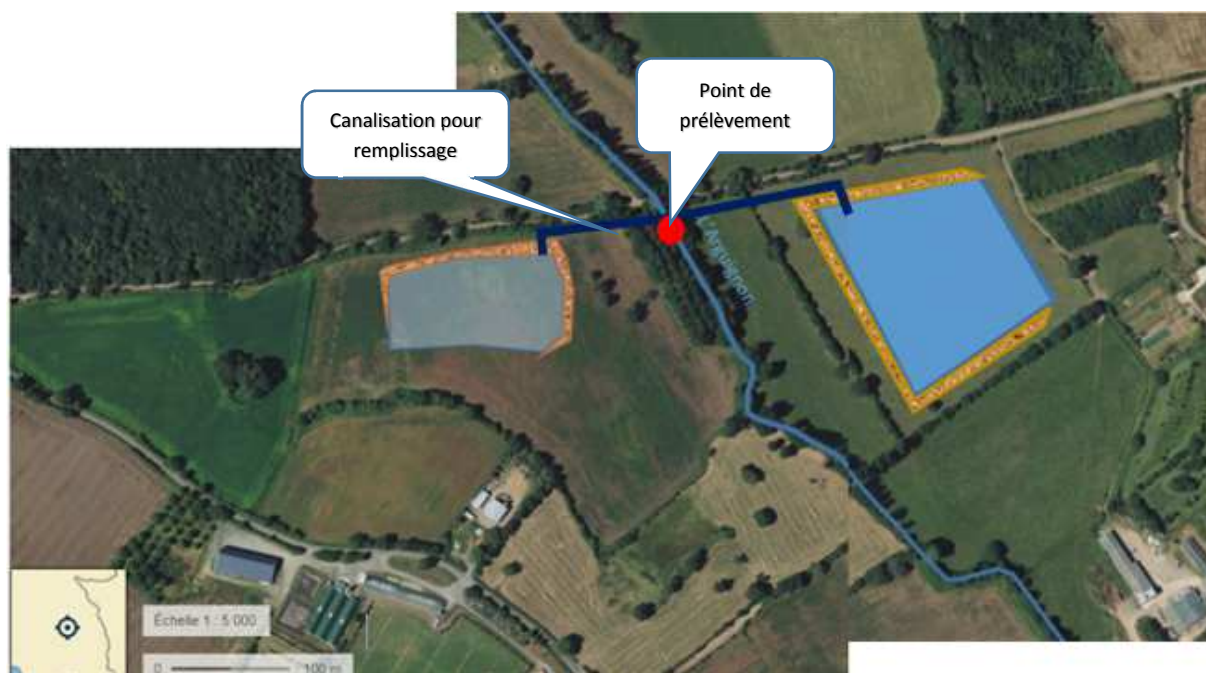 Point de
prélèvement
Canalisation pour
remplissage
Échelle 1 : 5 000
0
100 m